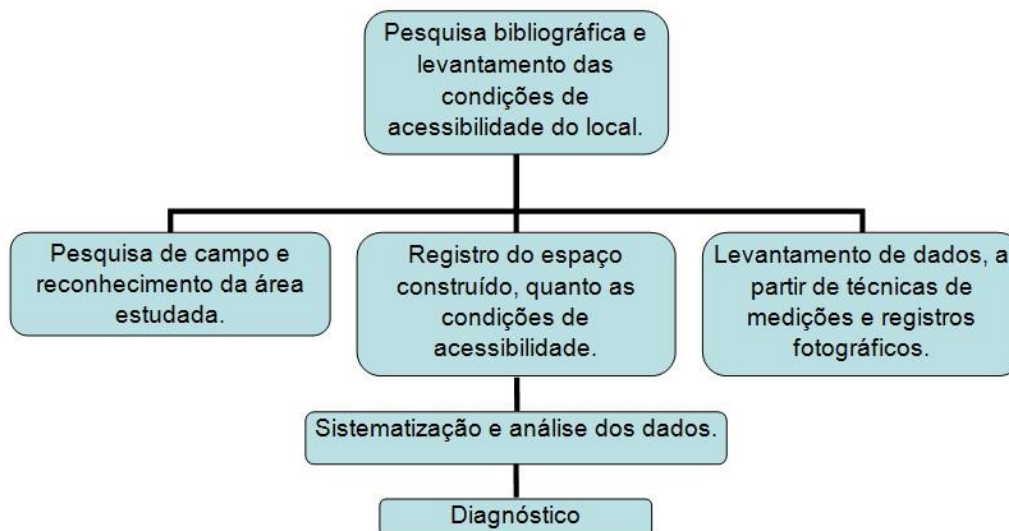 Pesquisa bibliográfica e
levantamento das
condições de
acessibilidade do local.
Pesquisa de campo e
reconhecimento da área
estudada.
Registro do espaço
construído, quanto as
condições de
acessibilidade.
Levantamento de dados, a
partir de técnicas de
medições e registros
fotográficos.
Sistematização e análise dos dados.
Diagnóstico